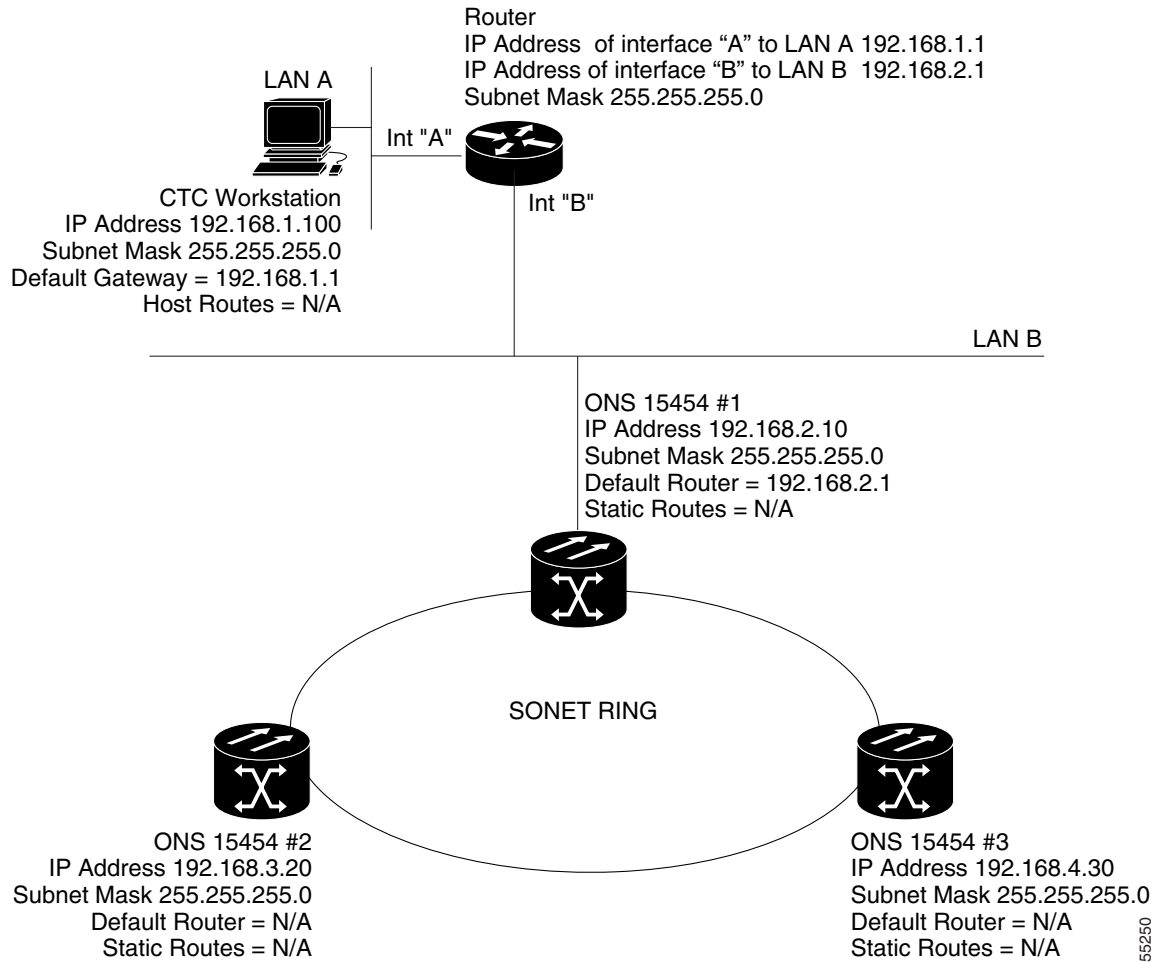 Router
IP Address of interface “A” to LAN A 192.168.1.1
IP Address of interface “B” to LAN B 192.168.2.1
Subnet Mask 255.255.255.0
LAN A
Int "A"
Int "B"
CTC Workstation
IP Address 192.168.1.100
Subnet Mask 255.255.255.0
Default Gateway = 192.168.1.1
Host Routes = N/A
LAN B
ONS 15454 #1
IP Address 192.168.2.10
Subnet Mask 255.255.255.0
Default Router = 192.168.2.1
Static Routes = N/A
SONET RING
ONS 15454 #2
IP Address 192.168.3.20
Subnet Mask 255.255.255.0
Default Router = N/A
Static Routes = N/A
ONS 15454 #3
IP Address 192.168.4.30
Subnet Mask 255.255.255.0
Default Router = N/A
Static Routes = N/A
55250